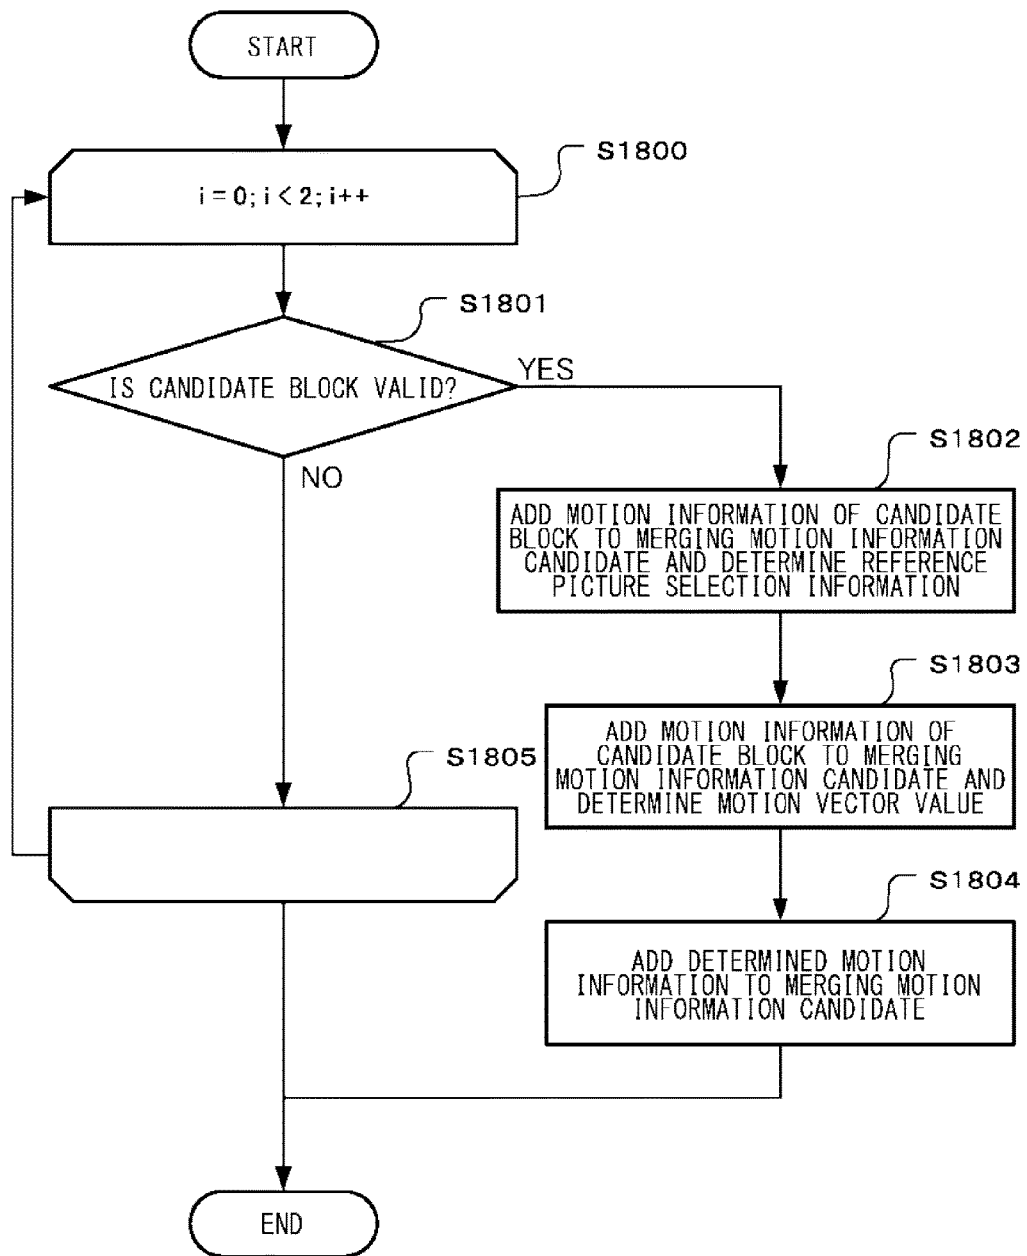 START
S1800
i=0; i<2; i++
S1801
IS CANDIDATE BLOCK VALID?
YES
NO
S1802
ADD MOTION INFORMATION OF CANDIDATE
BLOCK TO MERGING MOTION INFORMATION
CANDIDATE AND DETERMINE REFERENCE
PICTURE SELECTION INFORMATION
S1803
ADD MOTION INFORMATION OF
CANDIDATE BLOCK TO MERGING
MOTION INFORMATION CANDIDATE AND
DETERMINE MOTION VECTOR VALUE
S1805
S1804
ADD DETERMINED MOTION
INFORMATION TO MERGING MOTION
INFORMATION CANDIDATE
END